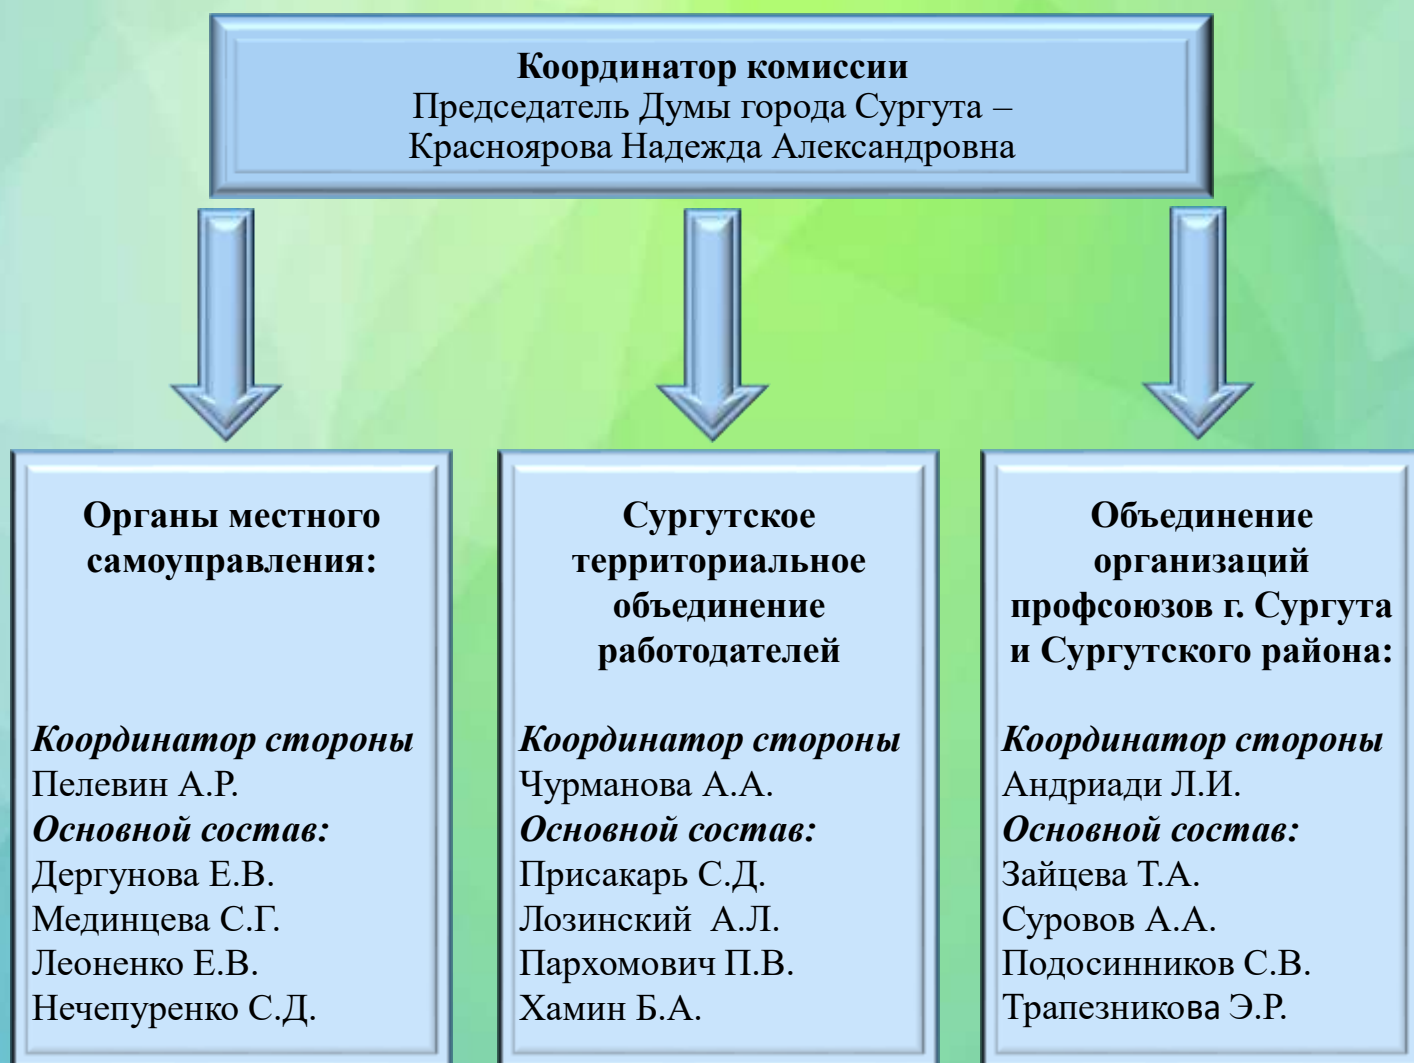 Координатор комиссии
Председатель Думы города Сургута –
Красноярова Надежда Александровна
Органы местного
самоуправления:
Координатор стороны
Пелевин А.Р.
Основной состав:
Дергунова Е.В.
Мединцева С.Г.
Леоненко Е.В.
Нечепуренко С.Д.
Сургутское
территориальное
объединение
работодателей
Координатор стороны
Чурманова А.А.
Основной состав:
Присакарь С.Д.
Лозинский  А.Л.
Пархомович П.В.
Хамин Б.А.
Объединение
организаций
профсоюзов г. Сургута
и Сургутского района:
Координатор стороны
Андриади Л.И.
Основной состав:
Зайцева Т.А.
Суровов А.А.
Подосинников С.В.
Трапезникова Э.Р.